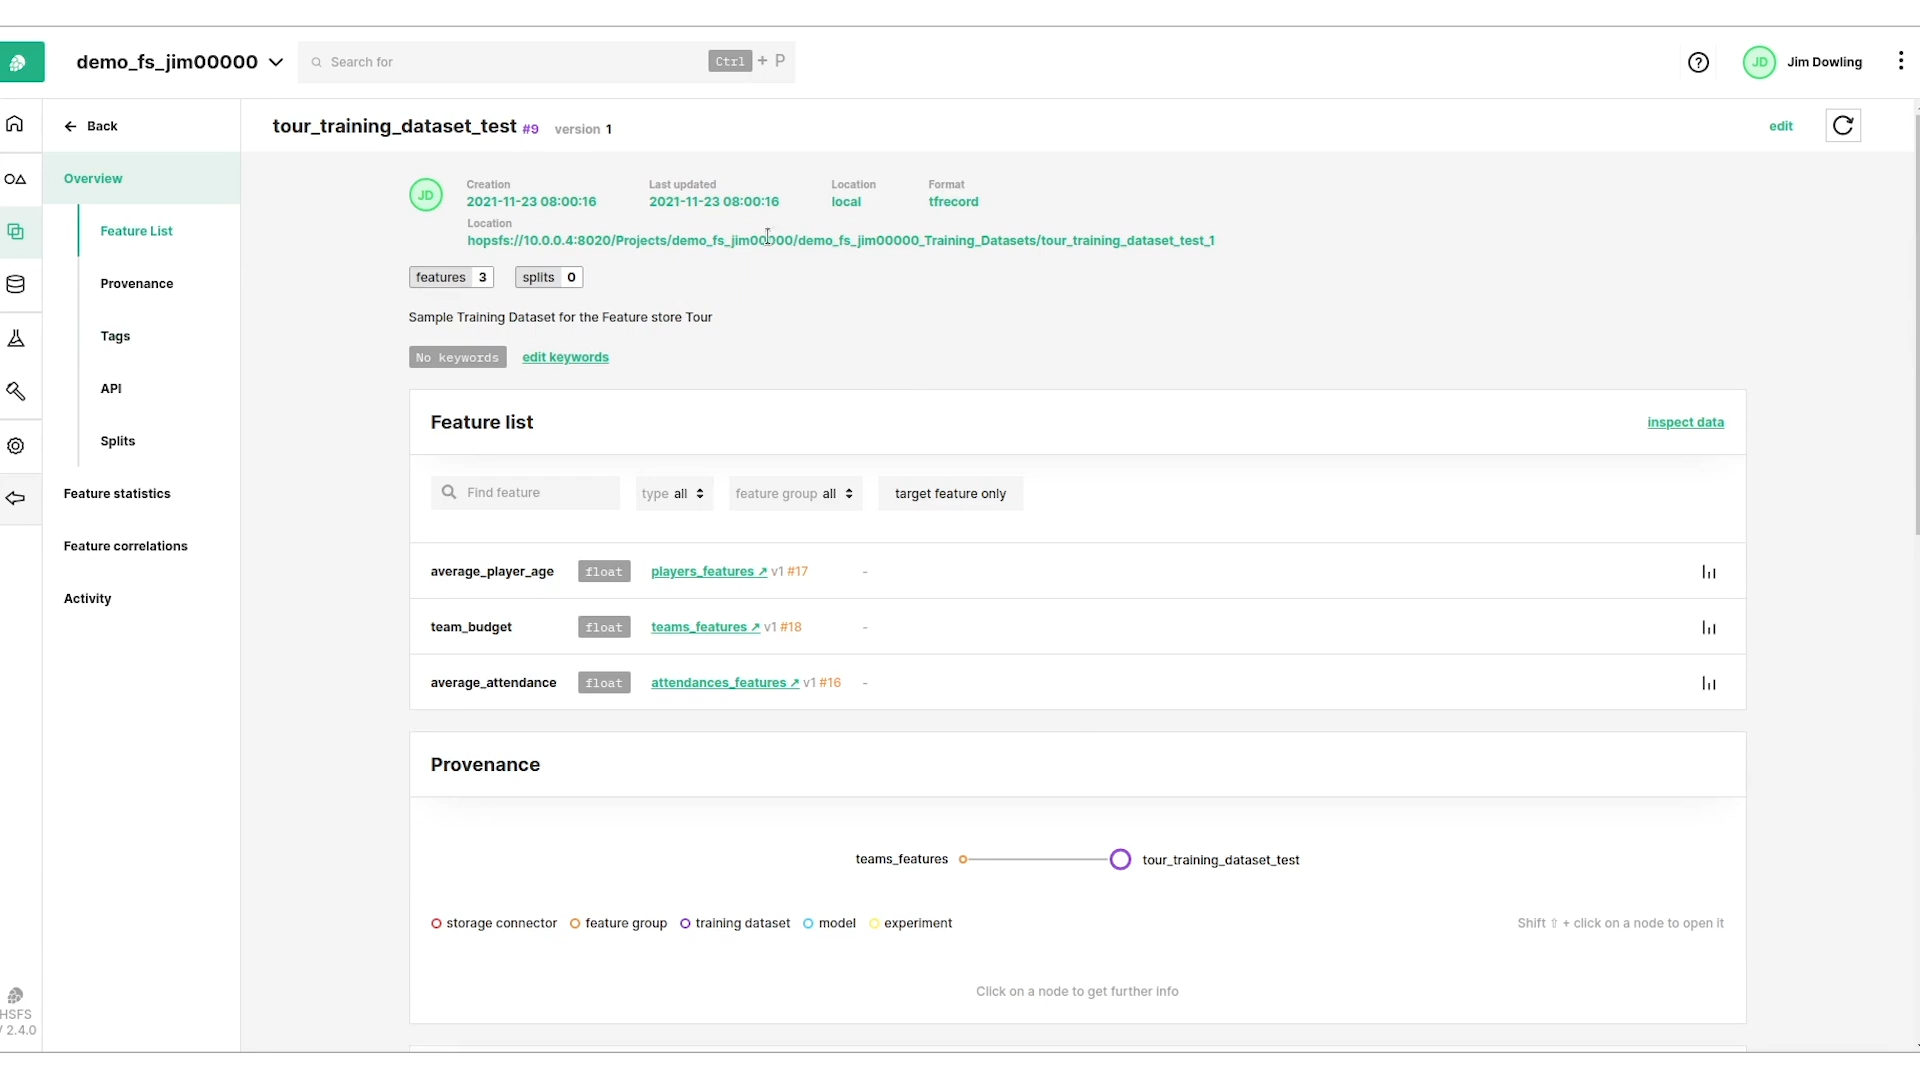 demo_fs_jim00000
Search for
Ctrl + P
JD Jim Dowling
Back
tour_training_dataset_test #9 version 1
edit
Overview
Feature List
Provenance
Tags
API
Splits
Feature statistics
Feature correlations
Activity
HSFS
V 2.4.0
JD
Creation Last updated Location Format
2021-11-23 08:00:16 2021-11-23 08:00:16 local tfrecord
Location
hopsfs://10.0.0.4:8020/Projects/demo_fs_jim00000/demo_fs_jim00000_Training_Datasets/tour_training_dataset_test_1
features 3 splits 0
Sample Training Dataset for the Feature store Tour
No keywords edit keywords
Feature list inspect data
Find feature type all feature group all target feature only
average_player_age float players_features ↗ v1 #17 -
team_budget float teams_features ↗ v1 #18 -
average_attendance float attendances_features ↗ v1 #16 -
Provenance
teams_features tour_training_dataset_test
storage connector feature group training dataset model experiment Shift ⇧ + click on a node to open it
Click on a node to get further info